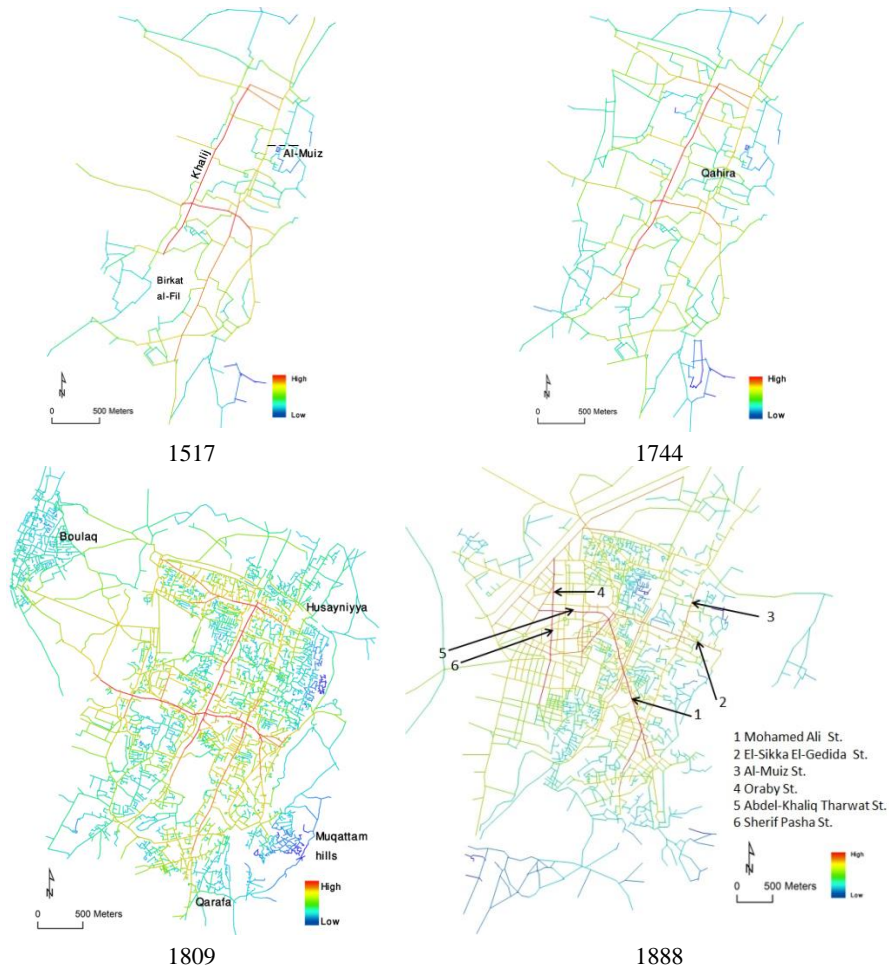 Khalij
Al-Muiz
Birkat
al-Fil
N
0 500 Meters
High
Low
1517
Qahira
N
0 500 Meters
High
Low
1744
Boulaq
Husayniyya
Muqattam
hills
Qarafa
N
0 500 Meters
High
Low
1809
4
3
5
6
2
1
1 Mohamed Ali St.
2 El-Sikka El-Gedida St.
3 Al-Muiz St.
4 Oraby St.
5 Abdel-Khaliq Tharwat St.
6 Sherif Pasha St.
N
0 500 Meters
High
Low
1888